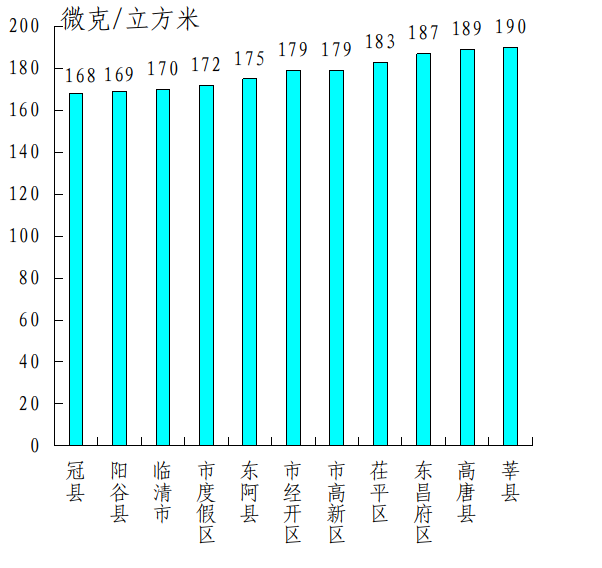 微克/立方米
200
180
160
140
120
100
80
60
40
20
0
168
169
170
172
175
179
179
183
187
189
190
冠县
阳谷县
临清市
市度假区
东阿县
市经开区
市高新区
茌平区
东昌府区
高唐县
莘县